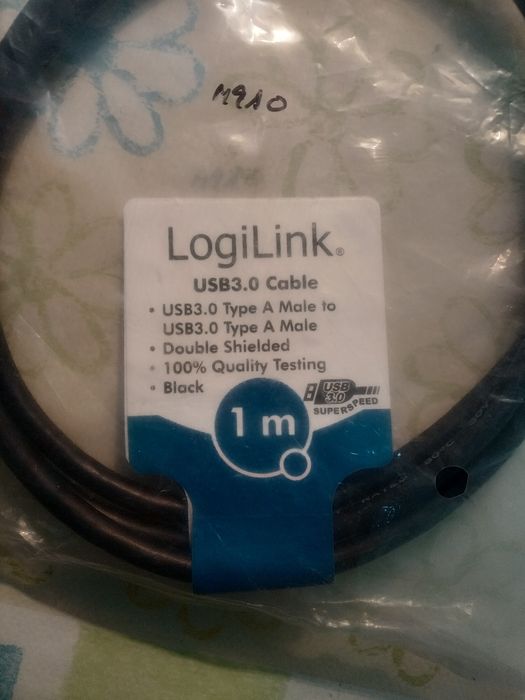 M910
LogiLink®
USB3.0 Cable
• USB3.0 Type A Male to
USB3.0 Type A Male
• Double Shielded
• 100% Quality Testing
• Black
USB
3.0
SUPERSPEED
1 m